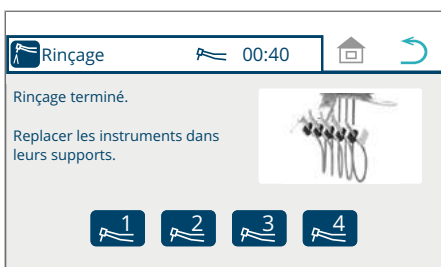 Rinçage 00:40
Rinçage terminé.
Replacer les instruments dans
leurs supports.
1 2 3 4